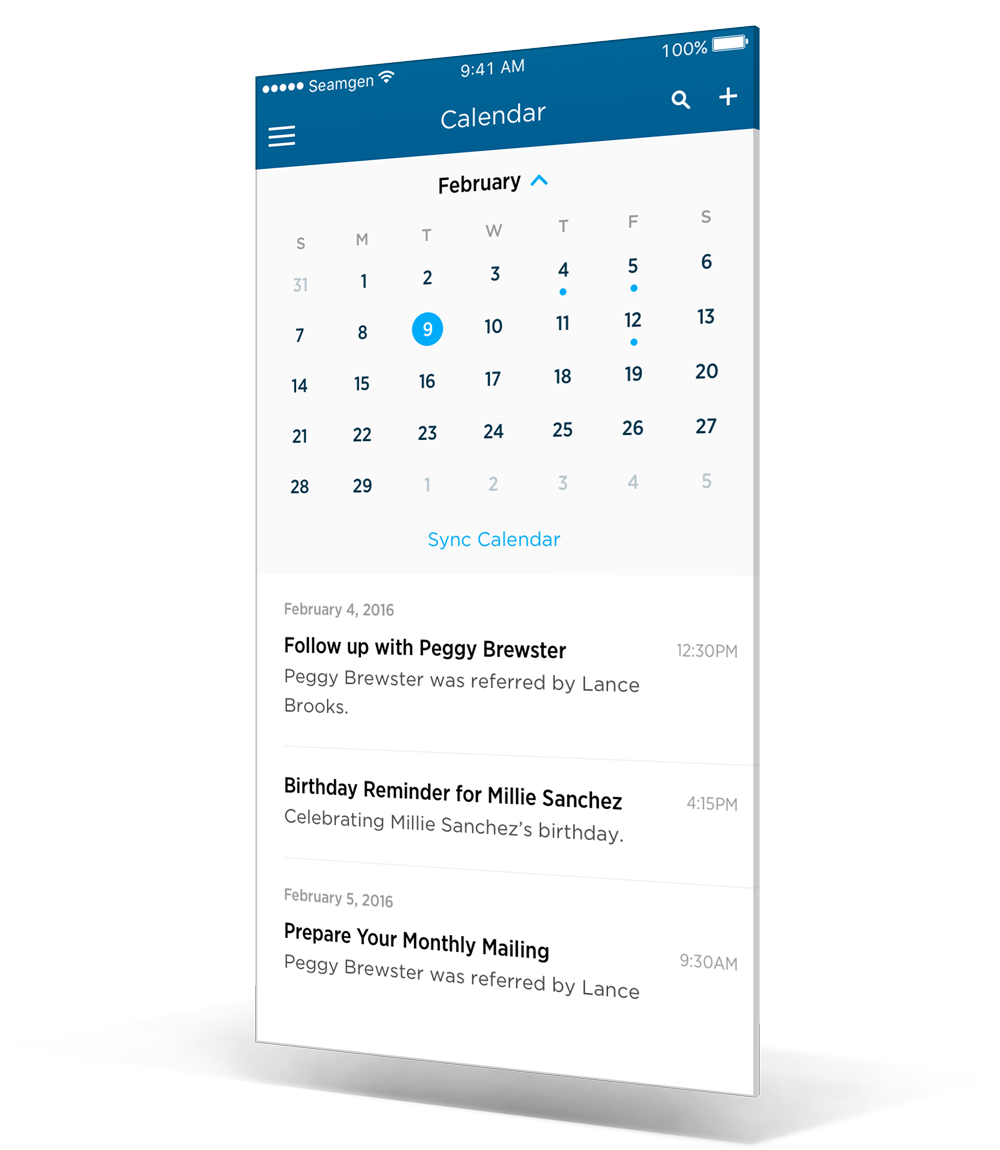 Seamgen 9:41 AM 100%
Calendar
February
S M T W T F S
31 1 2 3 4 5 6
7 8 9 10 11 12 13
14 15 16 17 18 19 20
21 22 23 24 25 26 27
28 29 1 2 3 4 5
Sync Calendar
February 4, 2016
Follow up with Peggy Brewster 12:30PM
Peggy Brewster was referred by Lance
Brooks.
Birthday Reminder for Millie Sanchez 4:15PM
Celebrating Millie Sanchez’s birthday.
February 5, 2016
Prepare Your Monthly Mailing 9:30AM
Peggy Brewster was referred by Lance